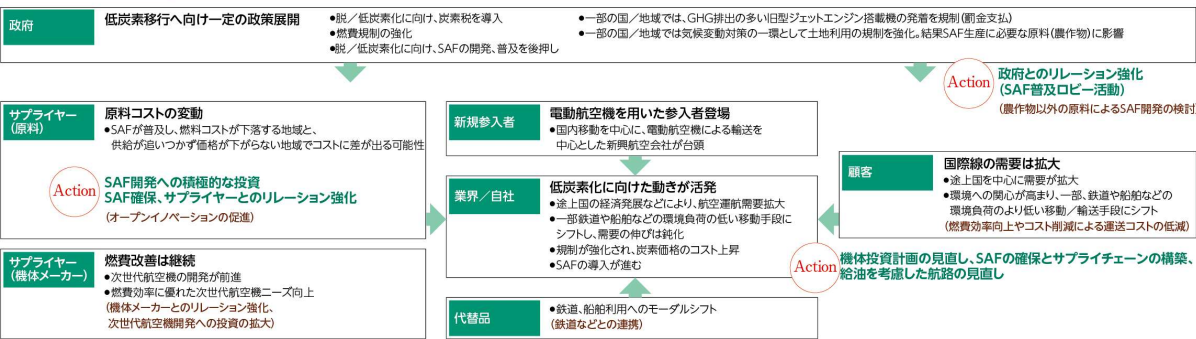 政府
低炭素移行へ向け一定の政策展開
●脱／低炭素化に向け、炭素税を導入
●燃費規制の強化
●脱／低炭素化に向け、SAFの開発、普及を後押し
●一部の国／地域では、GHG排出の多い旧型ジェットエンジン搭載機の発着を規制（罰金支払）
●一部の国／地域では気候変動対策の一環として土地利用の規制を強化。結果SAF生産に必要な原料（農作物）に影響
Action
政府とのリレーション強化
（SAF普及ロビー活動）
（農作物以外の原料によるSAF開発の検討）
サプライヤー
（原料）
原料コストの変動
●SAFが普及し、燃料コストが下落する地域と、
供給が追いつかず価格が下がらない地域でコストに差が出る可能性
Action
SAF開発への積極的な投資
SAF確保、サプライヤーとのリレーション強化
（オープンイノベーションの促進）
サプライヤー
（機体メーカー）
燃費改善は継続
●次世代航空機の開発が前進
●燃費効率に優れた次世代航空機ニーズ向上
（機体メーカーとのリレーション強化、
次世代航空機開発への投資の拡大）
新規参入者
電動航空機を用いた参入者登場
●国内移動を中心に、電動航空機による輸送を
中心とした新興航空会社が台頭
業界／自社
低炭素化に向けた動きが活発
●途上国の経済発展などにより、航空運航需要拡大
●一部鉄道や船舶などの環境負荷の低い移動手段に
シフトし、需要の伸びは鈍化
●規制が強化され、炭素価格のコスト上昇
●SAFの導入が進む
代替品
●鉄道、船舶利用へのモーダルシフト
（鉄道などとの連携）
顧客
国際線の需要は拡大
●途上国を中心に需要が拡大
●環境への関心が高まり、一部、鉄道や船舶などの
環境負荷のより低い移動／輸送手段にシフト
（燃費効率向上やコスト削減による運送コストの低減）
Action
機体投資計画の見直し、SAFの確保とサプライチェーンの構築、
給油を考慮した航路の見直し